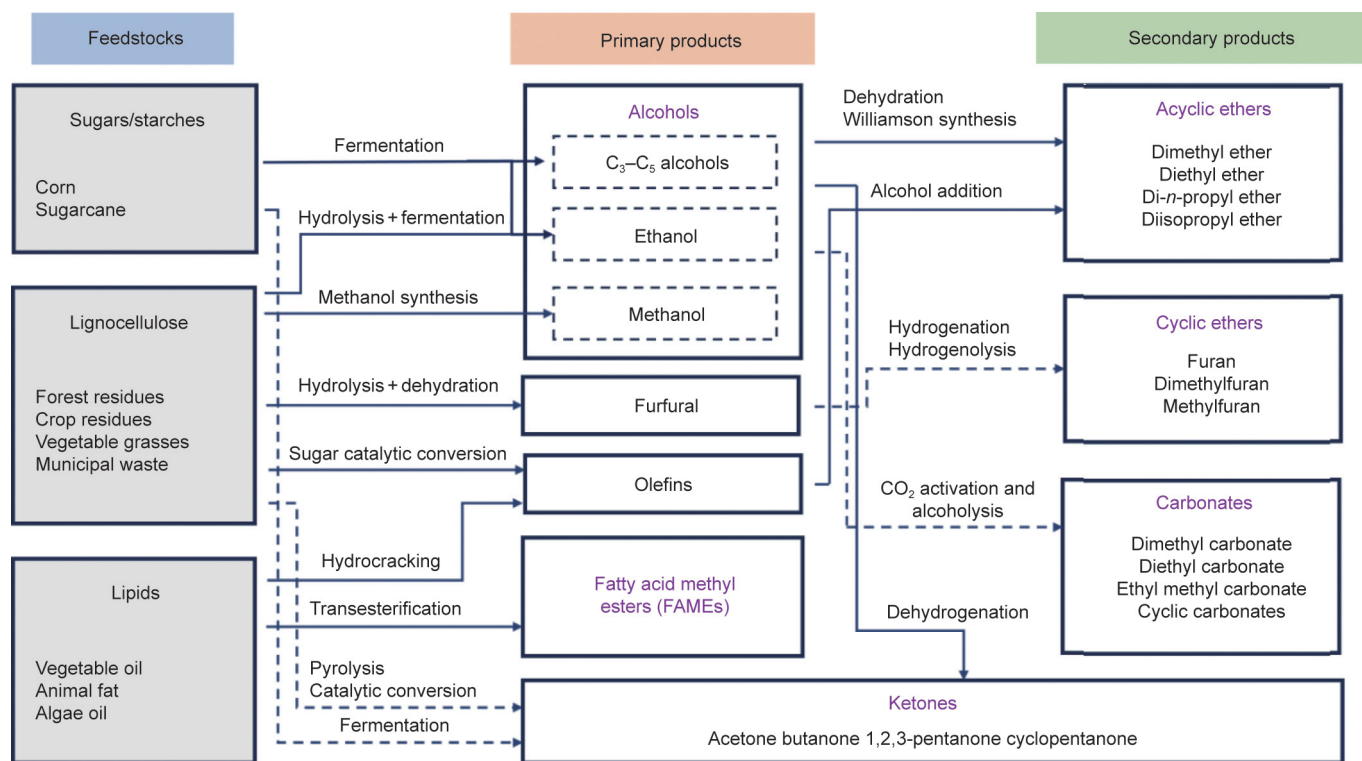 Feedstocks
Primary products
Secondary products
Sugars/starches
Corn
Sugarcane
Lignocellulose
Forest residues
Crop residues
Vegetable grasses
Municipal waste
Lipids
Vegetable oil
Animal fat
Algae oil
Fermentation
Hydrolysis + fermentation
Methanol synthesis
Hydrolysis + dehydration
Sugar catalytic conversion
Hydrocracking
Transesterification
Pyrolysis
Catalytic conversion
Fermentation
Alcohols
C₃–C₅ alcohols
Ethanol
Methanol
Furfural
Olefins
Fatty acid methyl
esters (FAMEs)
Dehydration
Williamson synthesis
Alcohol addition
Hydrogenation
Hydrogenolysis
CO₂ activation and
alcoholysis
Dehydrogenation
Acyclic ethers
Dimethyl ether
Diethyl ether
Di-n-propyl ether
Diisopropyl ether
Cyclic ethers
Furan
Dimethylfuran
Methylfuran
Carbonates
Dimethyl carbonate
Diethyl carbonate
Ethyl methyl carbonate
Cyclic carbonates
Ketones
Acetone butanone 1,2,3-pentanone cyclopentanone